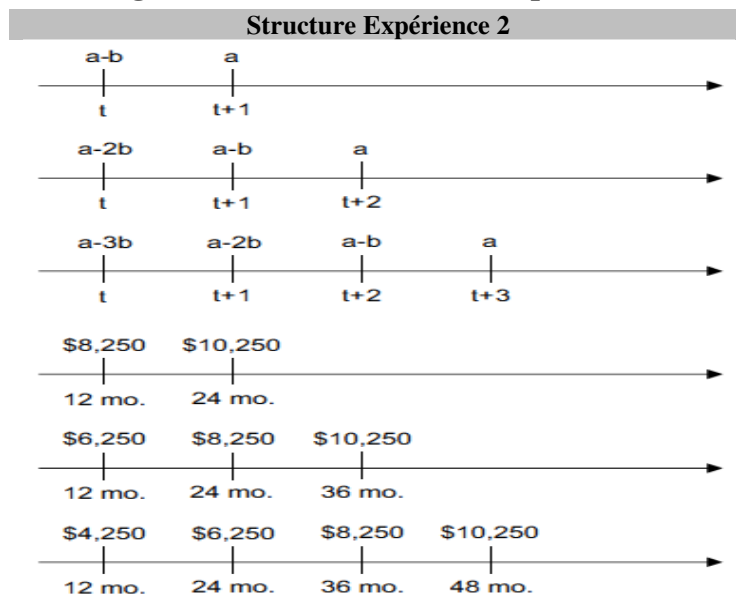 Structure Expérience 2
a-b a
t t+1
a-2b a-b a
t t+1 t+2
a-3b a-2b a-b a
t t+1 t+2 t+3
$8,250 $10,250
12 mo. 24 mo.
$6,250 $8,250 $10,250
12 mo. 24 mo. 36 mo.
$4,250 $6,250 $8,250 $10,250
12 mo. 24 mo. 36 mo. 48 mo.